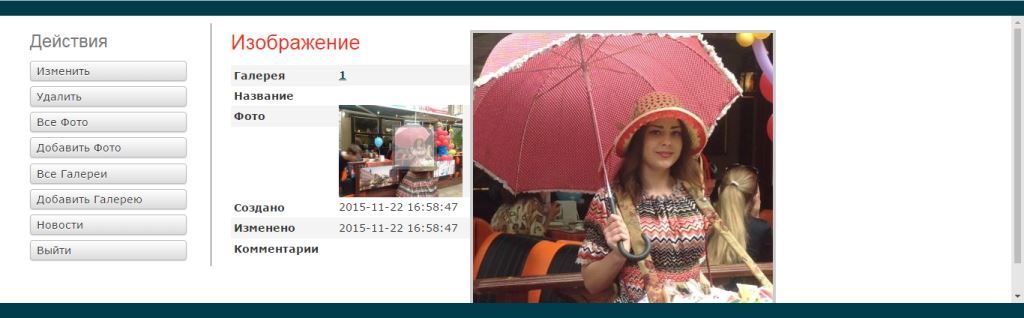 Действия
Изменить
Удалить
Все Фото
Добавить Фото
Все Галереи
Добавить Галерею
Новости
Выйти
Изображение
Галерея 1
Название
Фото
Создано 2015-11-22 16:58:47
Изменено 2015-11-22 16:58:47
Комментарии